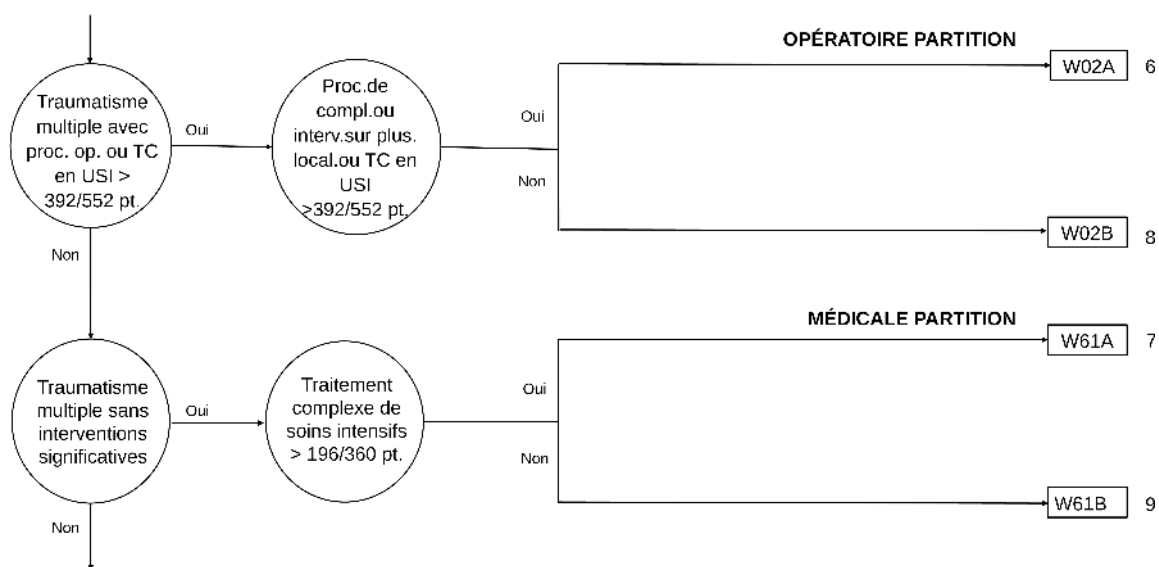 OPÉRATOIRE PARTITION
W02A 6
Traumatisme
multiple avec
proc. op. ou TC
en USI >
392/552 pt.
Oui
Proc.de
compl.ou
interv.sur plus.
local.ou TC en
USI
>392/552 pt.
Oui
Non
W02B 8
Non
MÉDICALE PARTITION
W61A 7
Traumatisme
multiple sans
interventions
significatives
Oui
Traitement
complexe de
soins intensifs
> 196/360 pt.
Oui
Non
W61B 9
Non